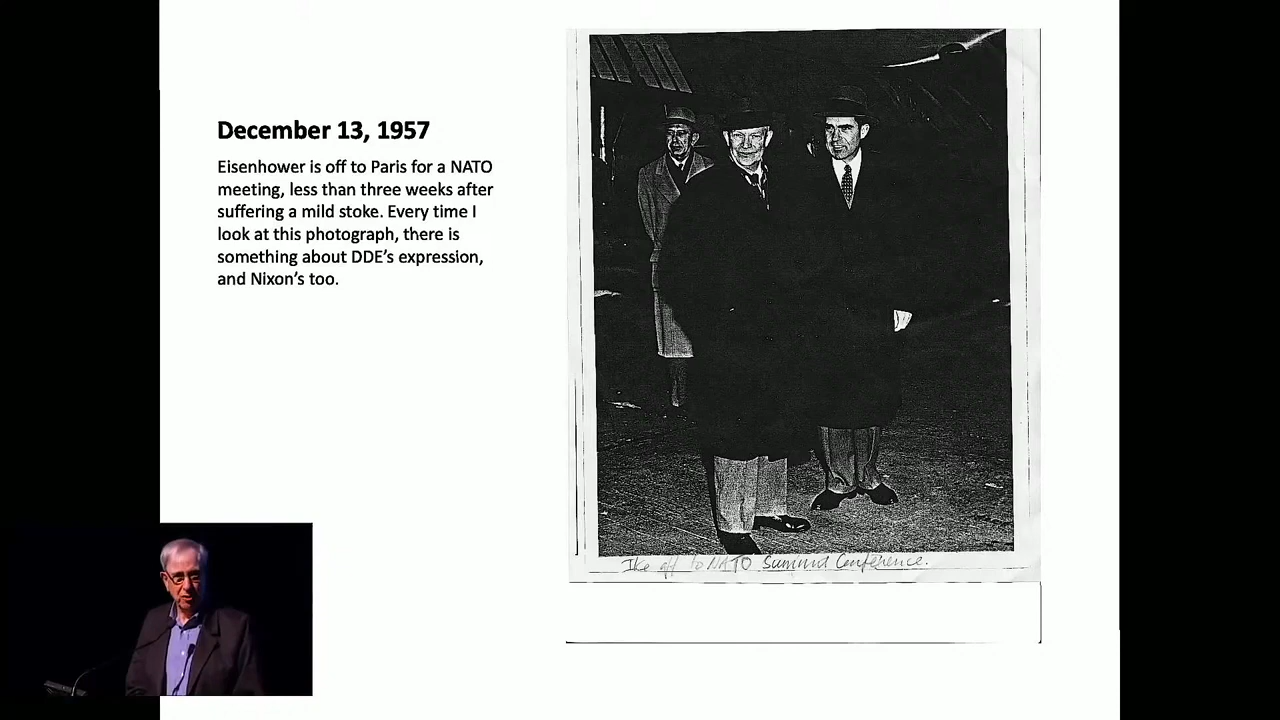 December 13, 1957
Eisenhower is off to Paris for a NATO
meeting, less than three weeks after
suffering a mild stoke. Every time I
look at this photograph, there is
something about DDE's expression,
and Nixon's too.
Ike off to NATO Summit Conference.